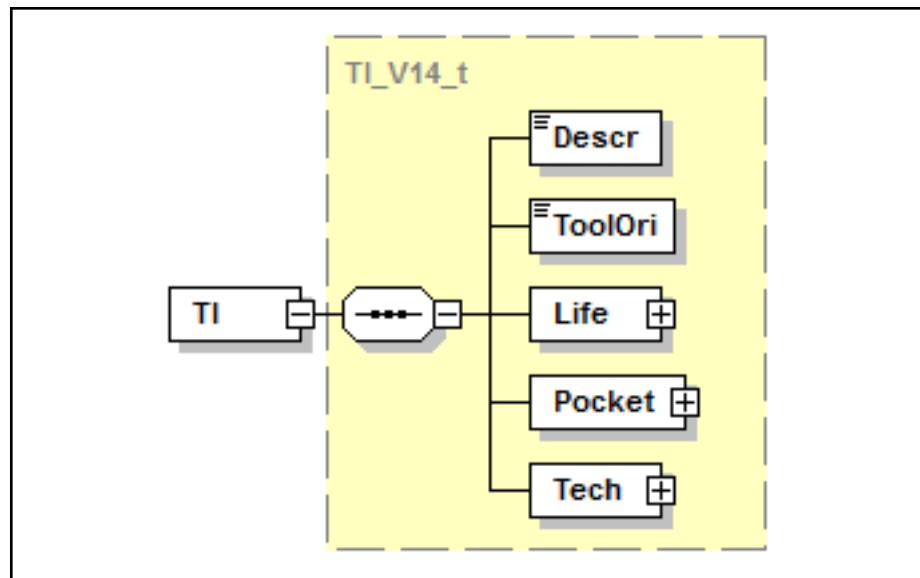 TI_V14_t
Descr
ToolOri
TI
Life
Pocket
Tech